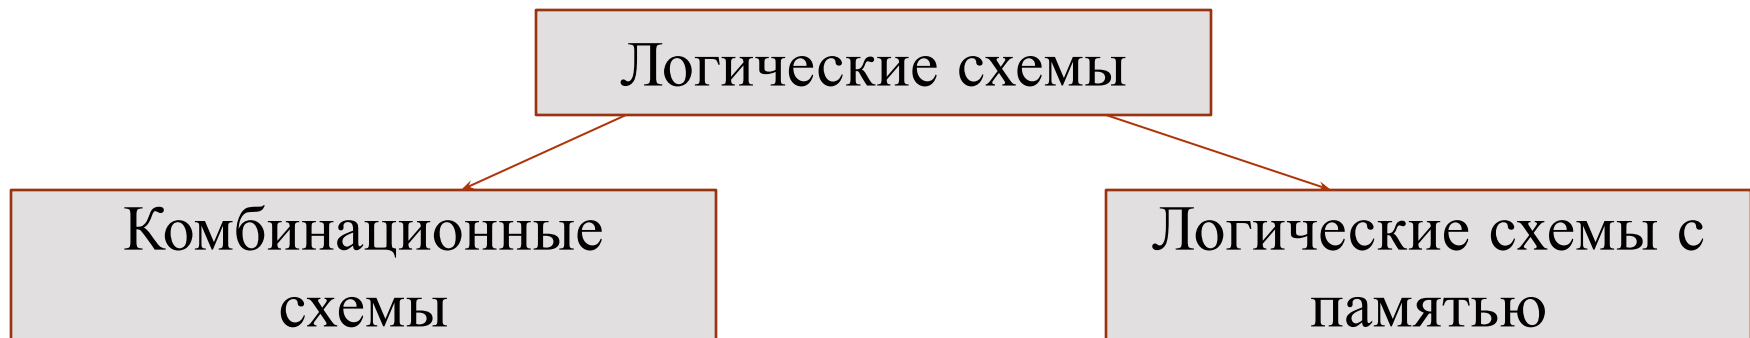 Логические схемы
Комбинационные
схемы
Логические схемы с
памятью